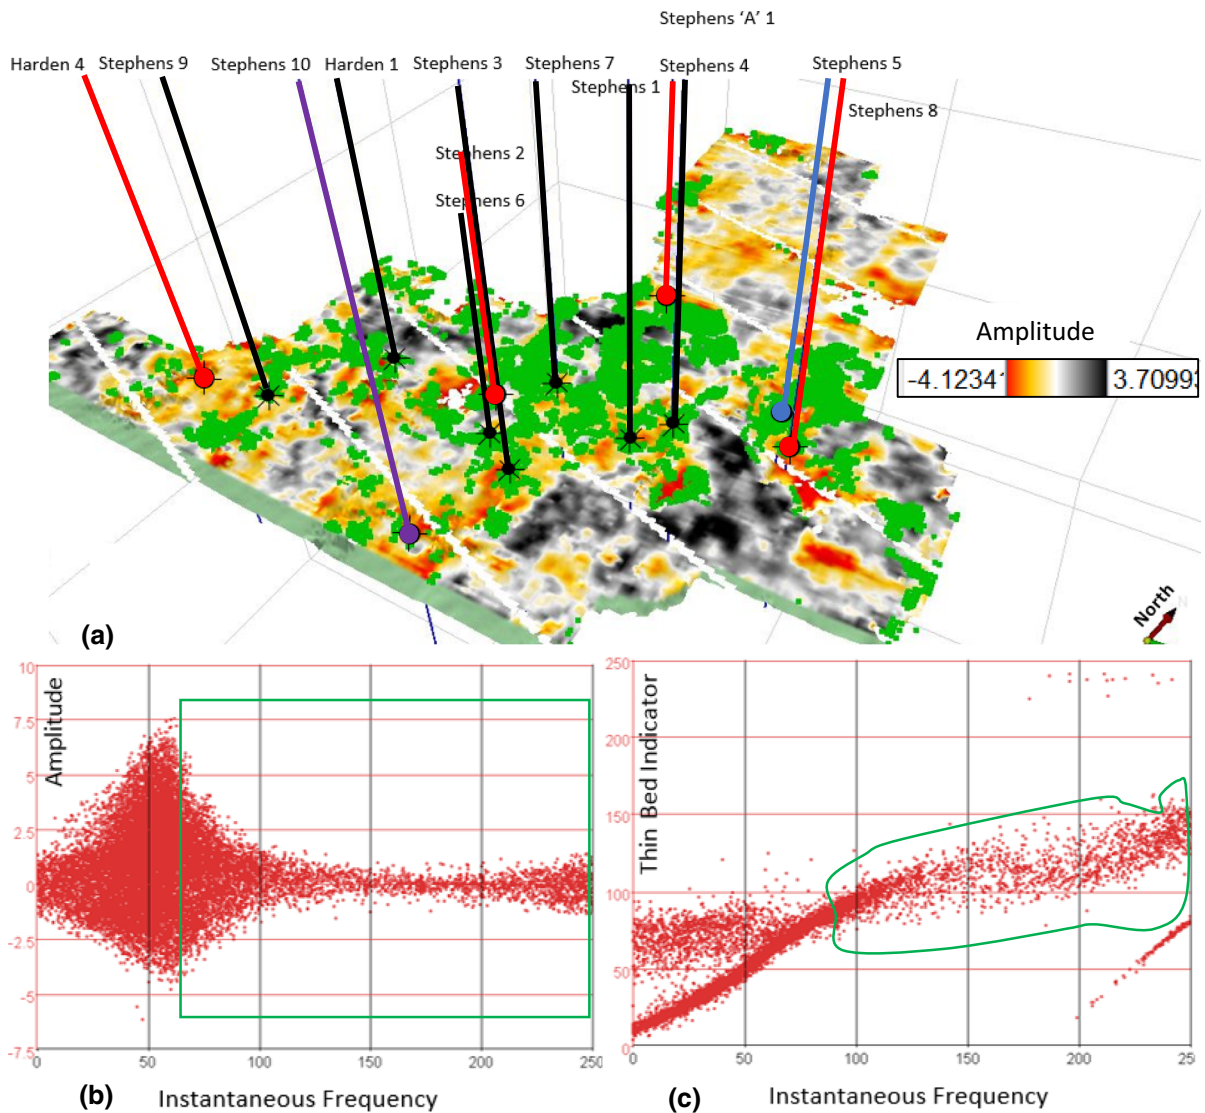 Stephens ‘A’ 1
Harden 4 Stephens 9 Stephens 10 Harden 1 Stephens 3 Stephens 7 Stephens 4 Stephens 5
Stephens 1
Stephens 8
Stephens 2
Stephens 6
Amplitude
-4.1234 3.7099
North
N
(a)
10
7.5
5
2.5
0
-2.5
-5
-7.5
Amplitude
0 50 100 150 200 250
(b) Instantaneous Frequency
250
200
150
100
50
0
Thin Bed Indicator
0 50 100 150 200 250
(c) Instantaneous Frequency